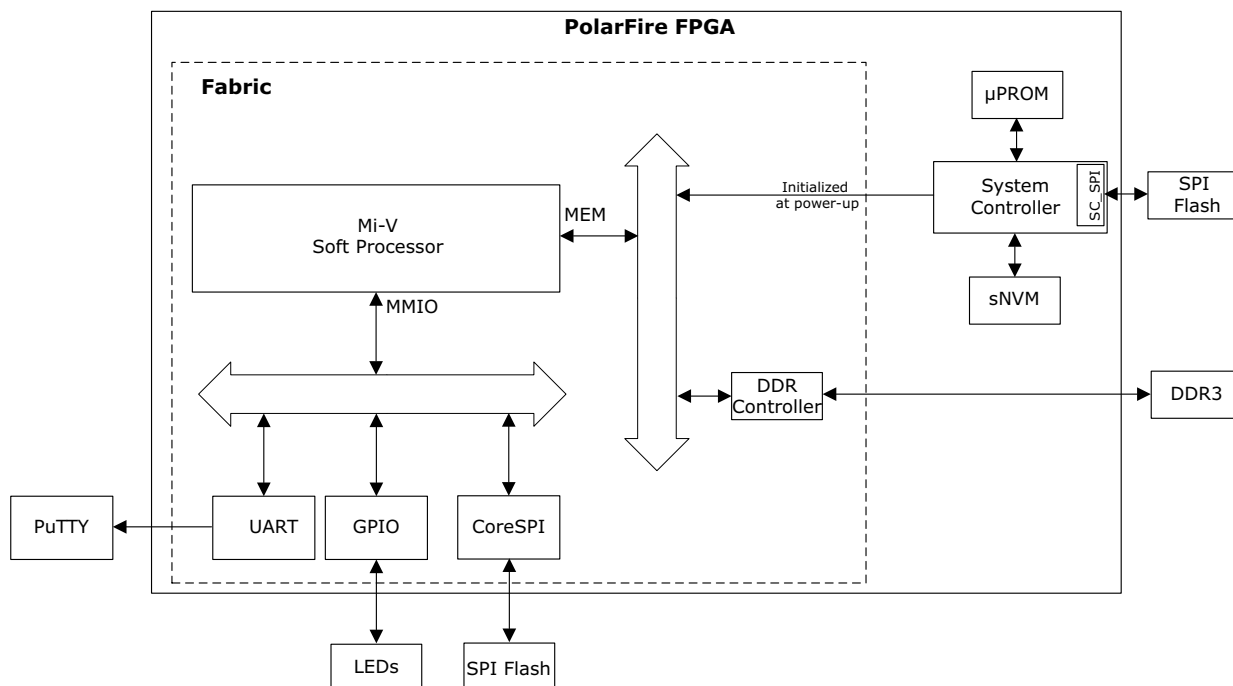 PolarFire FPGA
Fabric
µPROM
System
Controller
SC_SPI
SPI
Flash
Initialized
at power-up
Mi-V
Soft Processor
MEM
MMIO
sNVM
DDR
Controller
DDR3
PuTTY
UART
GPIO
CoreSPI
LEDs
SPI Flash